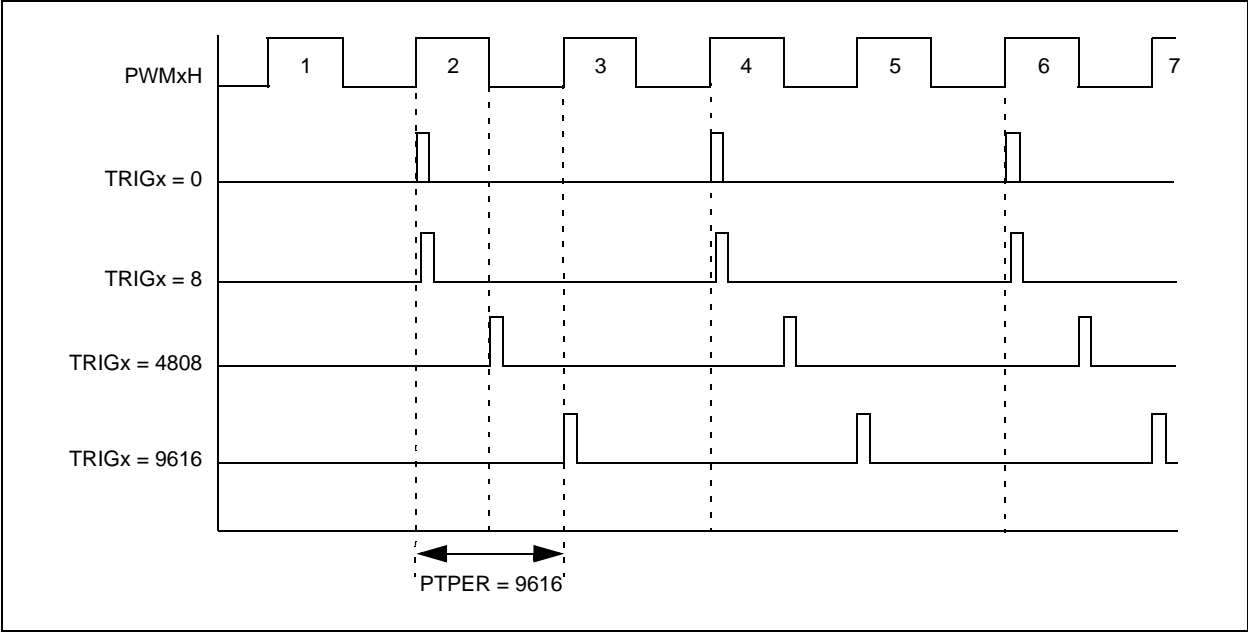 PWMxH 1 2 3 4 5 6 7
TRIGx = 0
TRIGx = 8
TRIGx = 4808
TRIGx = 9616
PTPER = 9616